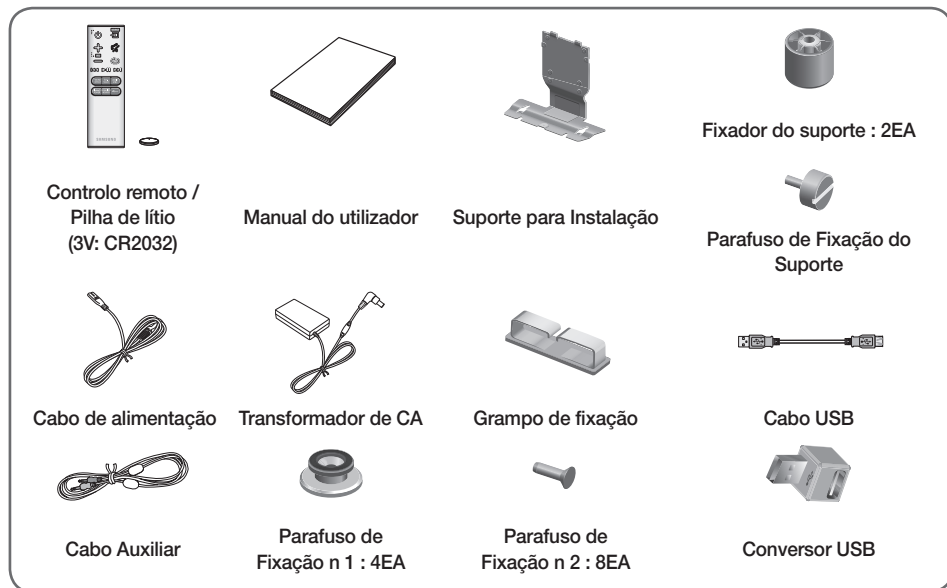 SAMSUNG
Controlo remoto /
Pilha de lítio
(3V: CR2032)
Manual do utilizador
Suporte para Instalação
Fixador do suporte : 2EA
Parafuso de Fixação do
Suporte
Cabo de alimentação
Transformador de CA
Grampo de fixação
Cabo USB
Cabo Auxiliar
Parafuso de
Fixação n 1 : 4EA
Parafuso de
Fixação n 2 : 8EA
Conversor USB